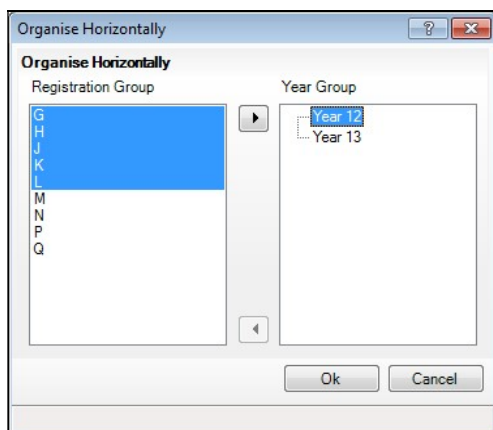 Organise Horizontally
Organise Horizontally
Registration Group
G
H
J
K
L
M
N
P
Q
Year Group
Year 12
Year 13
Ok
Cancel